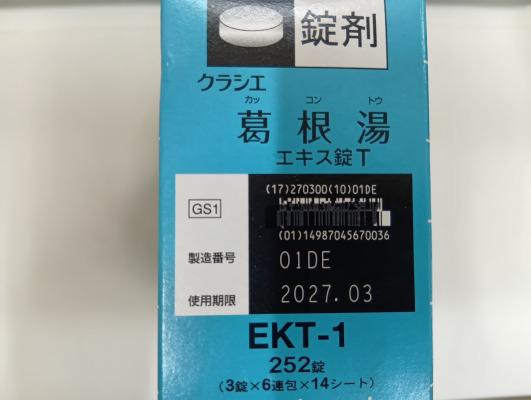 錠剤
クラシエ
カッ コン トウ
葛根湯
エキス錠T
(17)270300(10)01DE
GS1
(01)14987045670036
製造番号 01DE
使用期限 2027.03
EKT-1
252錠
(3錠×6連包×14シート)